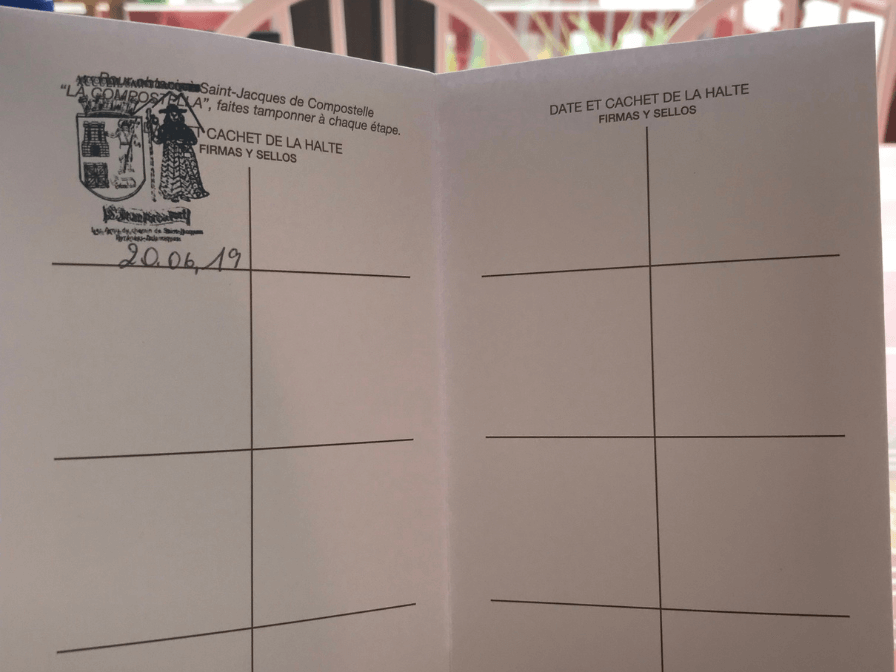 Saint-Jacques de Compostelle
"LA COMPOSTELLA", faites tamponner à chaque étape.
CACHET DE LA HALTE
FIRMAS Y SELLOS
20.06.19
DATE ET CACHET DE LA HALTE
FIRMAS Y SELLOS